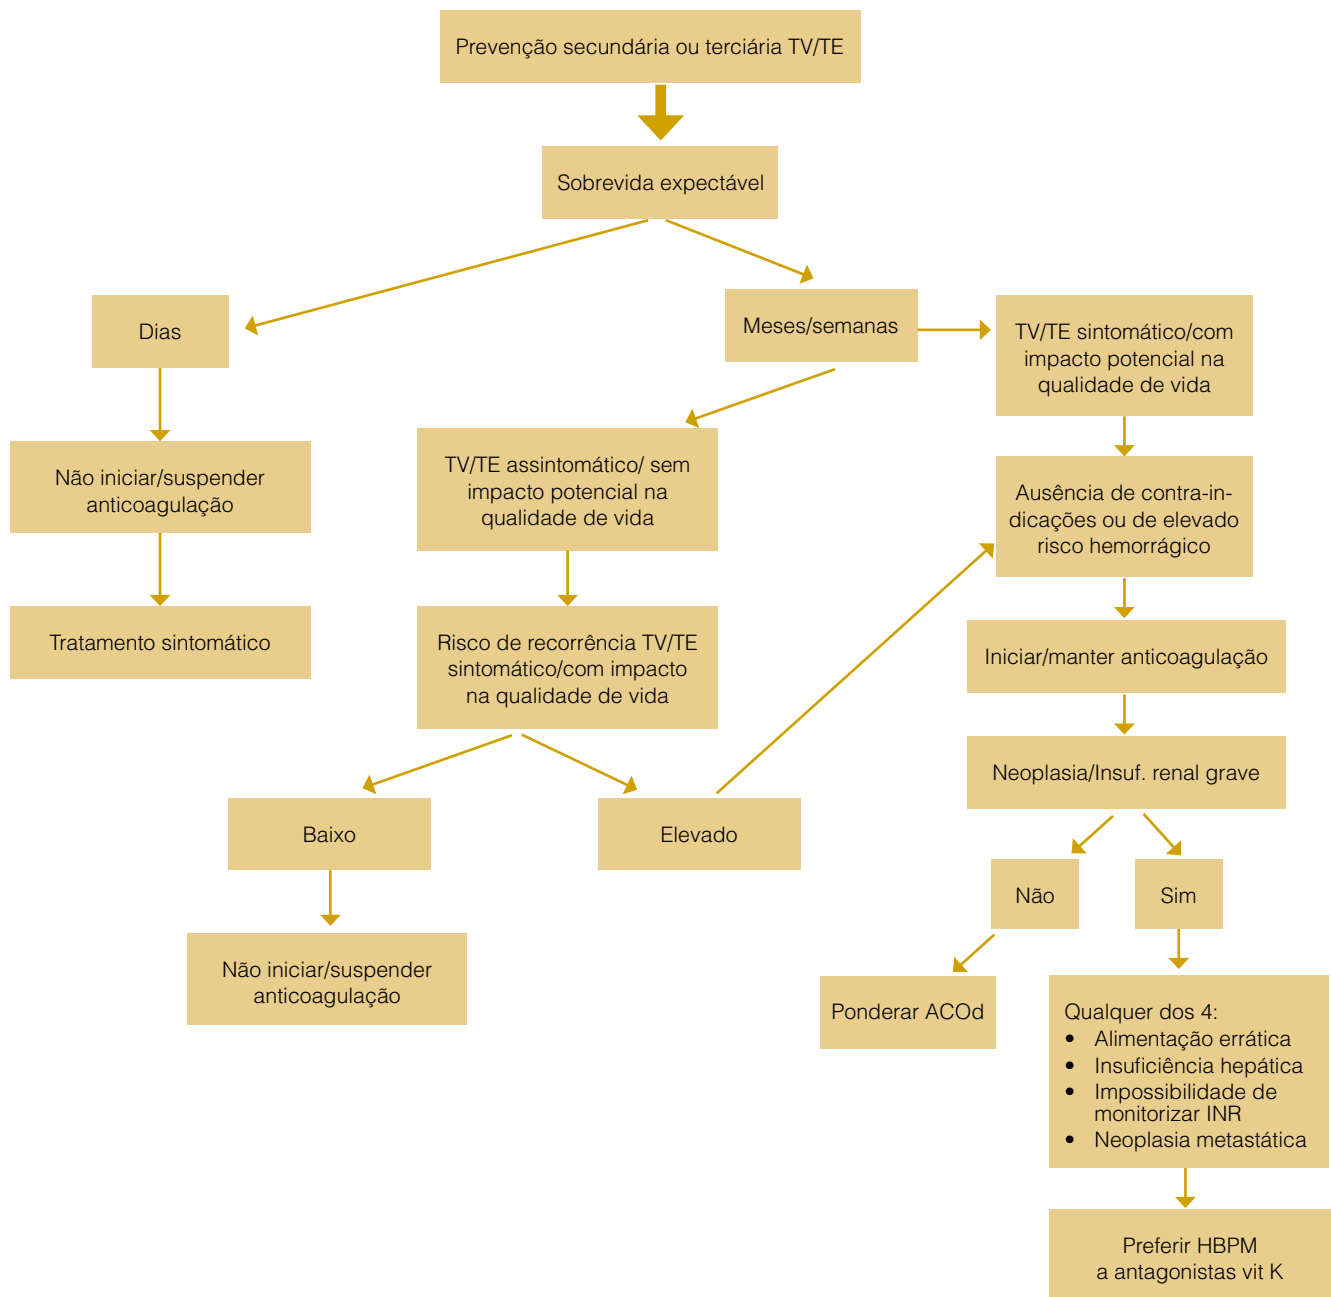 Prevenção secundária ou terciária TV/TE
Sobrevida expectável
Dias
Não iniciar/suspender
anticoagulação
Tratamento sintomático
Meses/semanas
TV/TE assintomático/ sem
impacto potencial na
qualidade de vida
Risco de recorrência TV/TE
sintomático/com impacto
na qualidade de vida
Baixo
Não iniciar/suspender
anticoagulação
Elevado
TV/TE sintomático/com
impacto potencial na
qualidade de vida
Ausência de contra-in-
dicações ou de elevado
risco hemorrágico
Iniciar/manter anticoagulação
Neoplasia/Insuf. renal grave
Não
Ponderar ACOd
Sim
Qualquer dos 4:
• Alimentação errática
• Insuficiência hepática
• Impossibilidade de
monitorizar INR
• Neoplasia metastática
Preferir HBPM
a antagonistas vit K